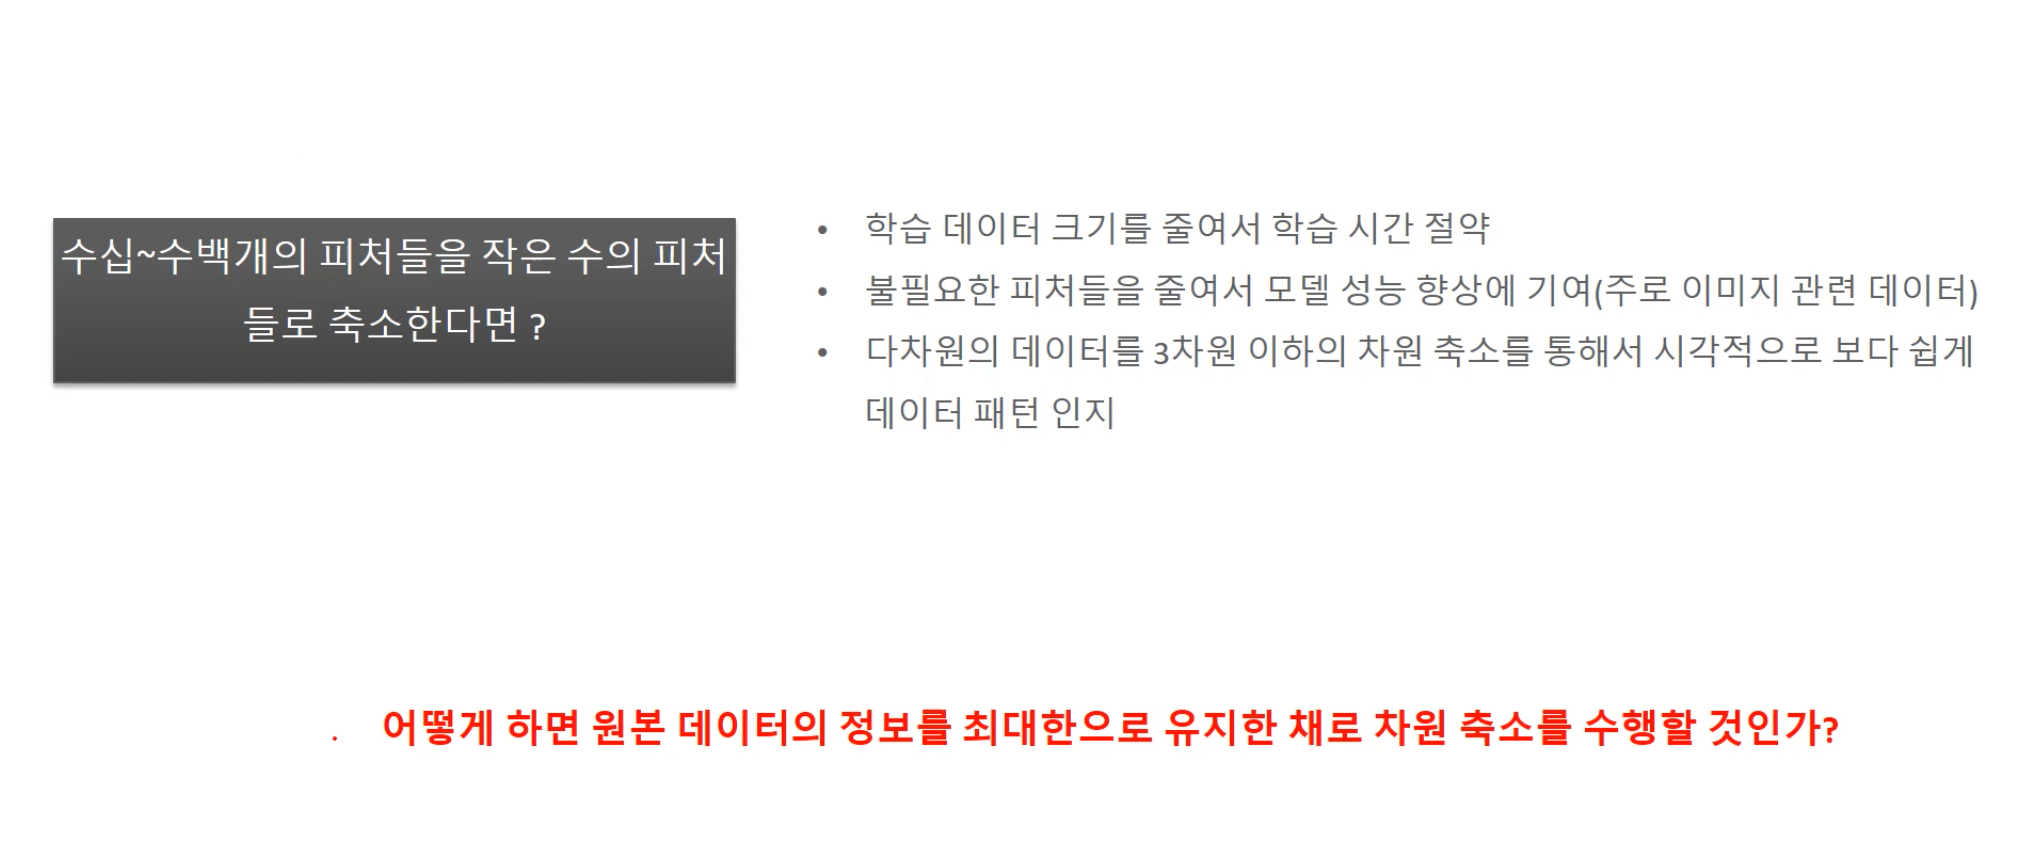 수십~수백개의 피처들을 작은 수의 피처
들로 축소한다면 ?
• 학습 데이터 크기를 줄여서 학습 시간 절약
• 불필요한 피처들을 줄여서 모델 성능 향상에 기여(주로 이미지 관련 데이터)
• 다차원의 데이터를 3차원 이하의 차원 축소를 통해서 시각적으로 보다 쉽게
데이터 패턴 인지
. 어떻게 하면 원본 데이터의 정보를 최대한으로 유지한 채로 차원 축소를 수행할 것인가?